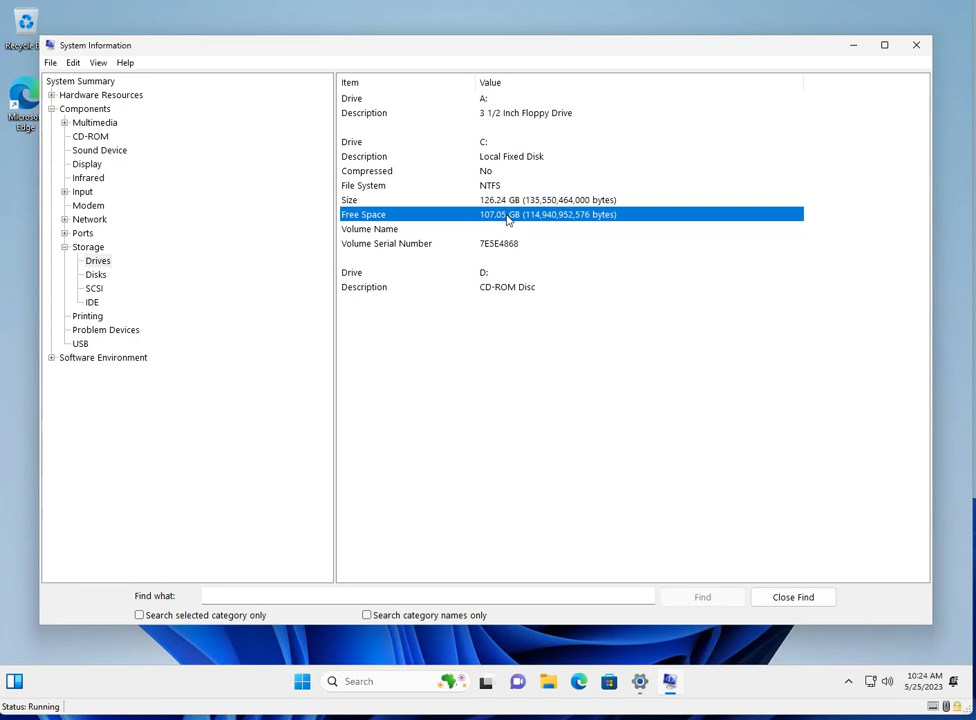 Recycle B
System Information
File Edit View Help
Microsof
Edge
System Summary
Hardware Resources
Components
Multimedia
CD-ROM
Sound Device
Display
Infrared
Input
Modem
Network
Ports
Storage
Drives
Disks
SCSI
IDE
Printing
Problem Devices
USB
Software Environment
Item Value
Drive A:
Description 3 1/2 Inch Floppy Drive
Drive C:
Description Local Fixed Disk
Compressed No
File System NTFS
Size 126.24 GB (135,550,464,000 bytes)
Free Space 107.05 GB (114,940,952,576 bytes)
Volume Name
Volume Serial Number 7E5E4868
Drive D:
Description CD-ROM Disc
Find what: Find Close Find
Search selected category only Search category names only
Search
10:24 AM
5/25/2023
Status: Running